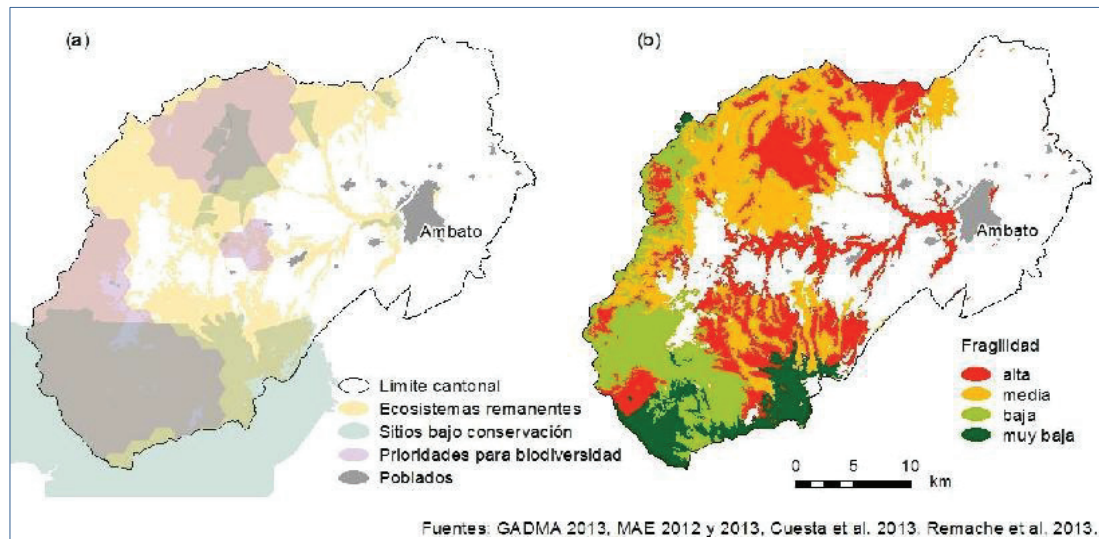 (a)
Ambato
Límite cantonal
Ecosistemas remanentes
Sitios bajo conservación
Prioridades para biodiversidad
Poblados
(b)
Ambato
Fragilidad
alta
media
baja
muy baja
0 5 10
km
Fuentes: GADMA 2013, MAE 2012 y 2013, Cuesta et al. 2013, Remache et al. 2013.